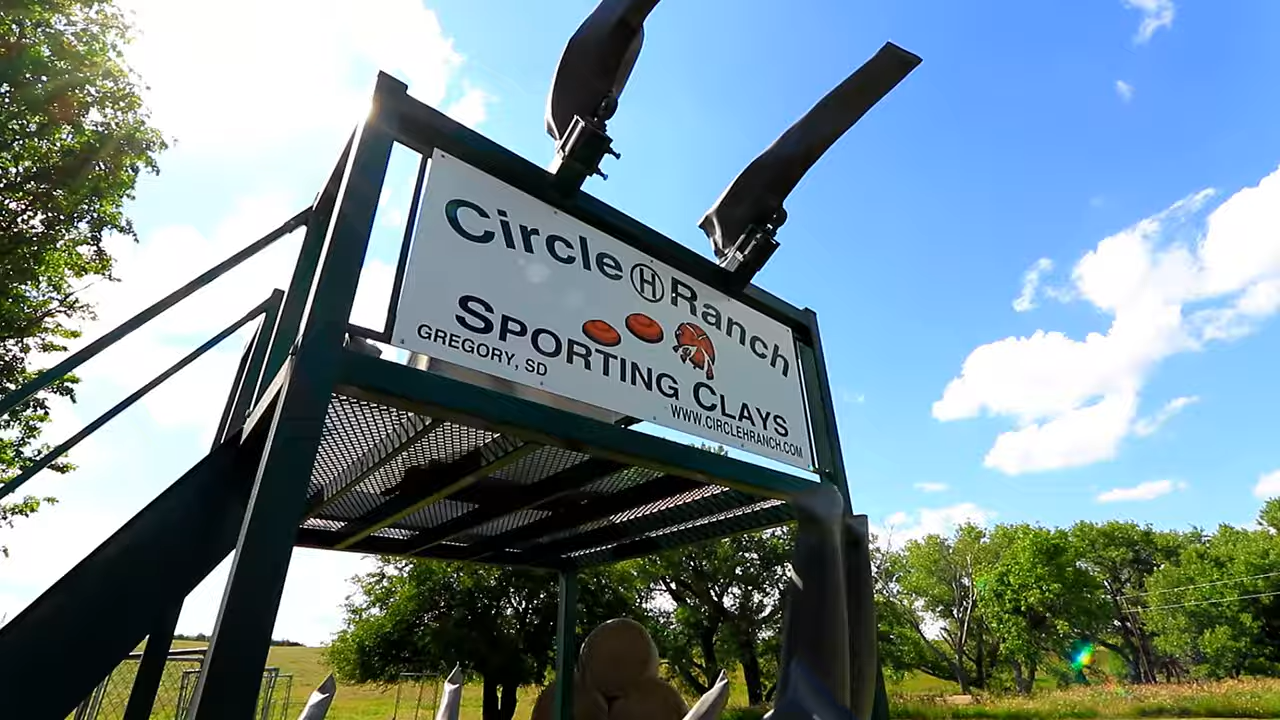 Circle H Ranch
SPORTING CLAYS
GREGORY, SD
WWW.CIRCLEHRANCH.COM